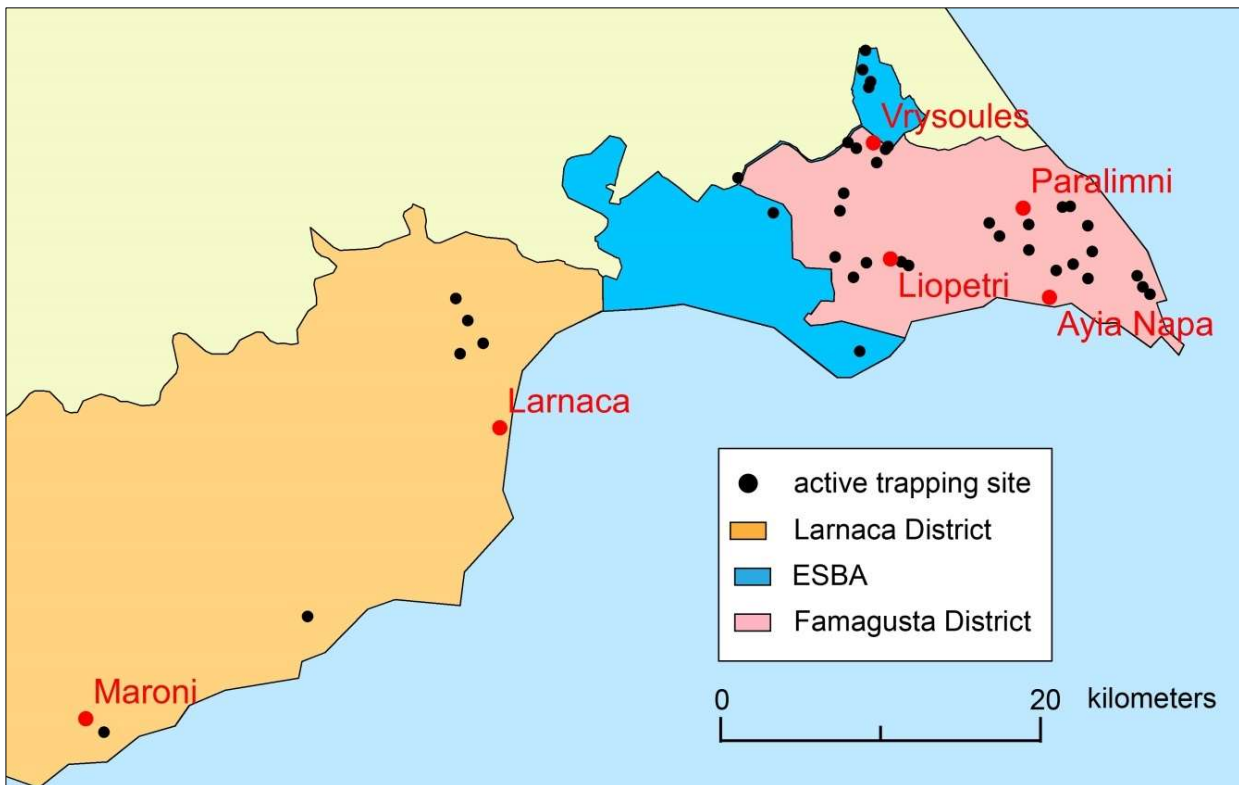 Vrysoules
Paralimni
Liopetri
Ayia Napa
Larnaca
Maroni
active trapping site
Larnaca District
ESBA
Famagusta District
0 20 kilometers